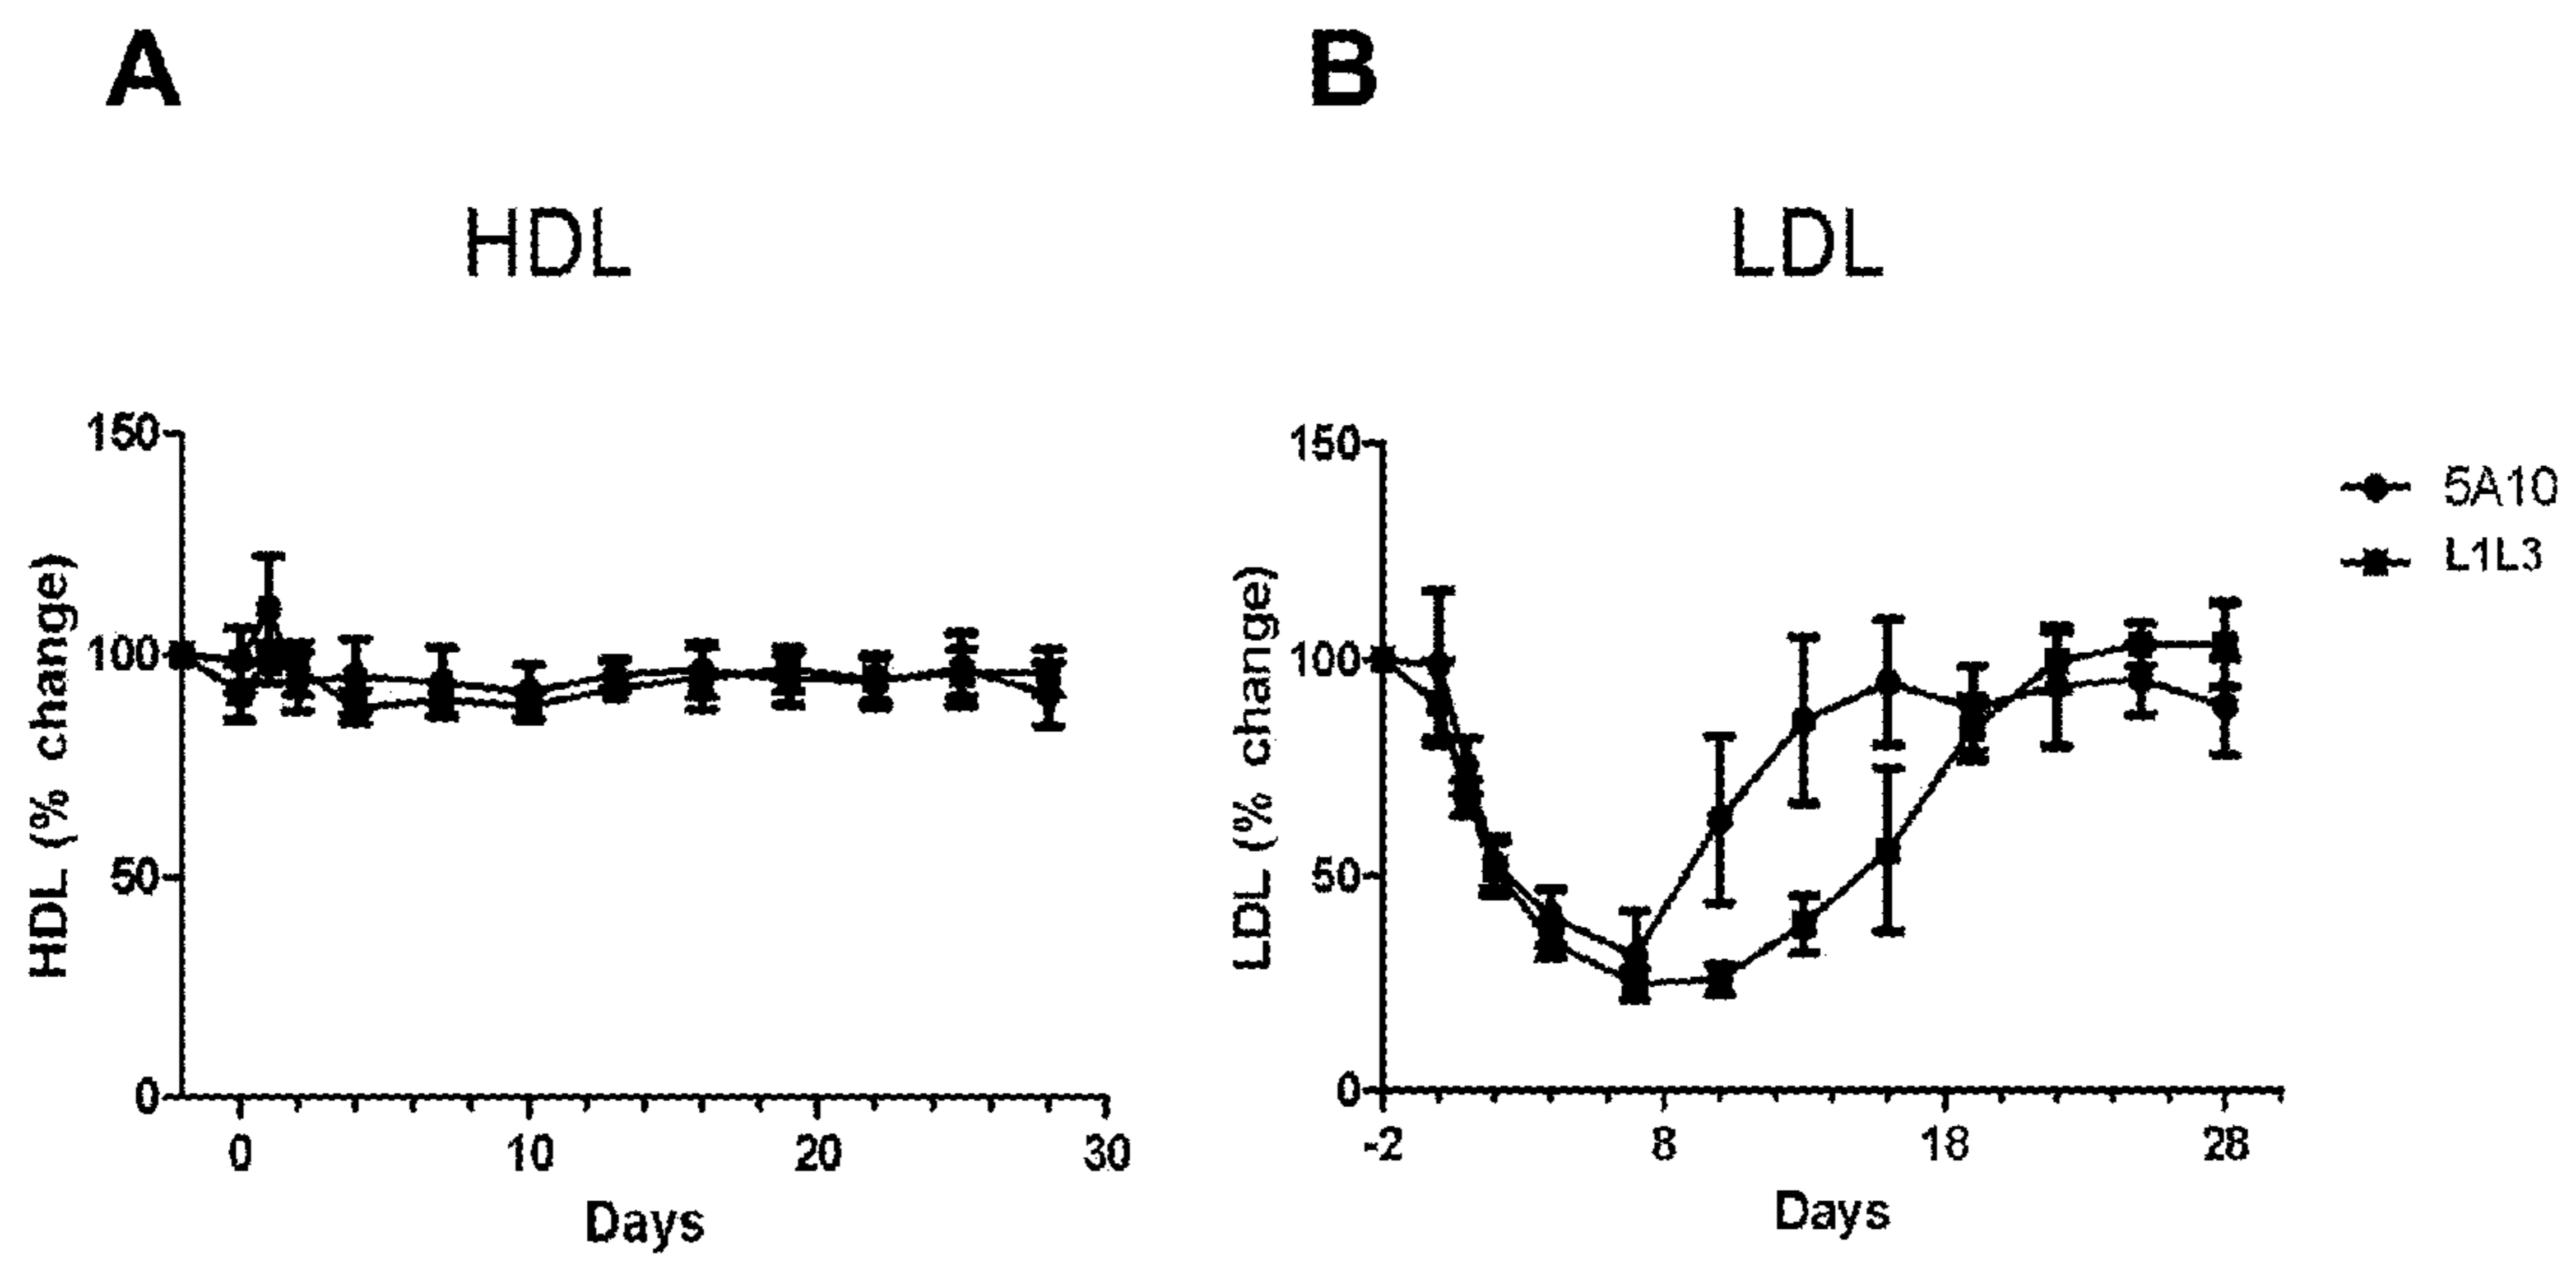 A
HDL
150
100
50
0
HDL (% change)
0 10 20 30
Days
B
LDL
150
100
50
0
LDL (% change)
-2 8 18 28
Days
5A10
L1L3